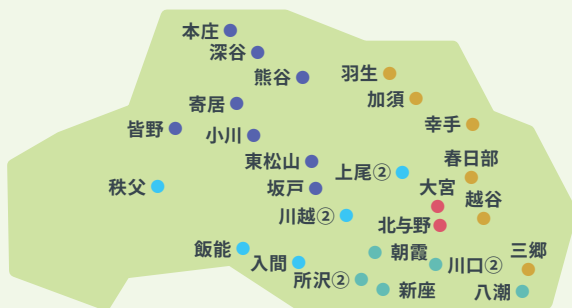 本庄
深谷
熊谷
羽生
加須
寄居
幸手
皆野
小川
東松山
春日部
上尾②
秩父
坂戸
大宮
越谷
川越②
北与野
飯能
朝霞
三郷
入間
川口②
所沢②
新座
八潮